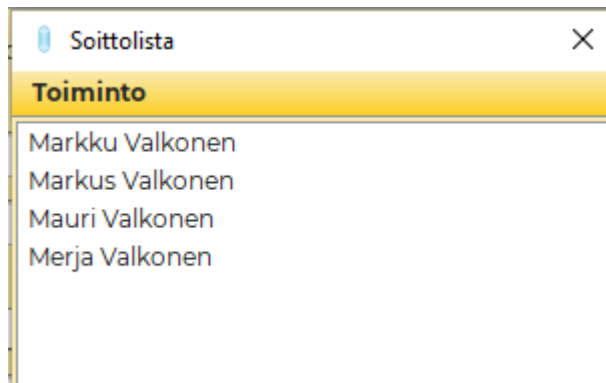 Soittolista
Toiminto
Markku Valkonen
Markus Valkonen
Mauri Valkonen
Merja Valkonen